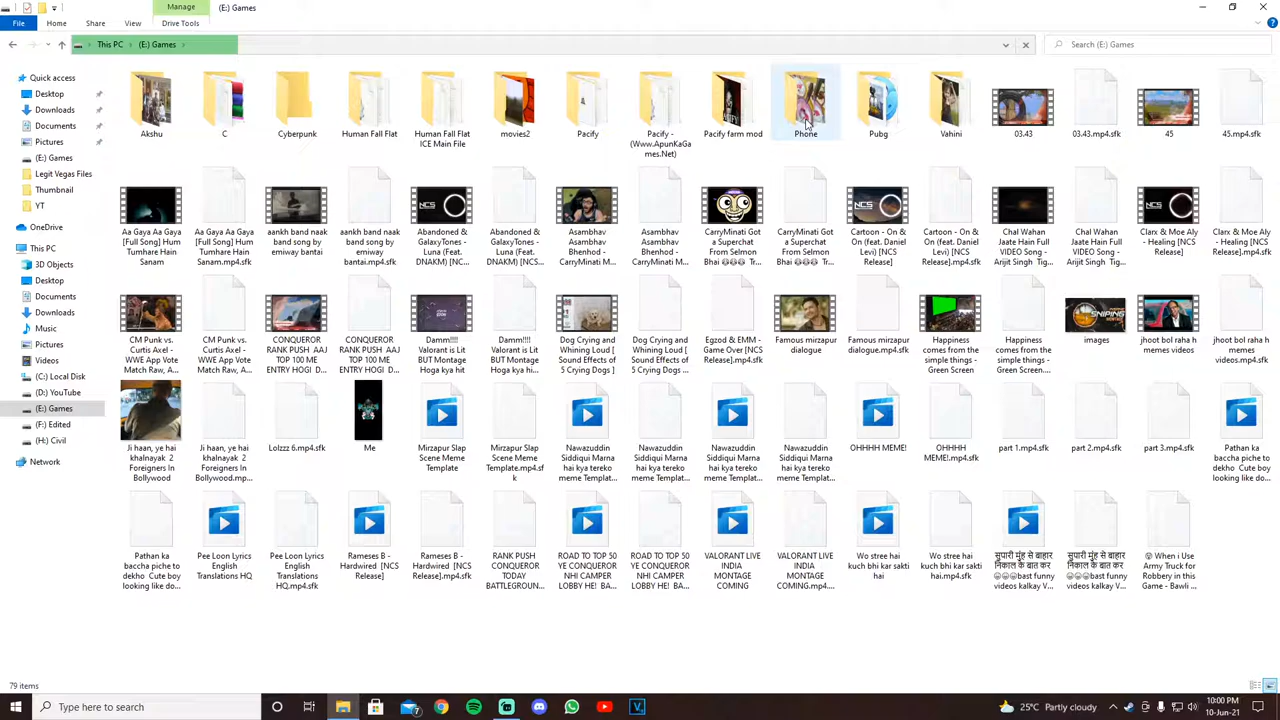 Manage
(E:) Games
File
Home
Share
View
Drive Tools
This PC
(E:) Games
Search (E:) Games
Quick access
Desktop
Downloads
Documents
Pictures
(E:) Games
Legit Vegas Files
Thumbnail
YT
OneDrive
This PC
3D Objects
Desktop
Documents
Downloads
Music
Pictures
Videos
(C:) Local Disk
(D:) YouTube
(E:) Games
(F:) Edited
(H:) Civil
Network
Akshu
C
Cyberpunk
Human Fall Flat
Human Fall Flat
ICE Main File
movies2
Pacify
Pacify -
(Www.ApunKaGa
mes.Net)
Pacify farm mod
Phone
Pubg
Vahini
03.43
03.43.mp4.sfk
45
45.mp4.sfk
Aa Gaya Aa Gaya
[Full Song] Hum
Tumhare Hain
Sanam
Aa Gaya Aa Gaya
[Full Song] Hum
Tumhare Hain
Sanam.mp4.sfk
aankh band naak
band song by
emiway bantai
aankh band naak
band song by
emiway
bantai.mp4.sfk
Abandoned &
GalaxyTones -
Luna (Feat.
DNAKM) [NC...
Abandoned &
GalaxyTones -
Luna (Feat.
DNAKM) [NC...
Asambhav
Asambhav
Bhenhod -
CarryMinati M...
Asambhav
Asambhav
Bhenhod -
CarryMinati M...
CarryMinati Got
a Superchat
From Selmon
Bhai 😂😂😂 Tr...
CarryMinati Got
a Superchat
From Selmon
Bhai 😂😂😂 Tr...
Cartoon - On &
On (feat. Daniel
Levi) [NCS
Release]
Cartoon - On &
On (feat. Daniel
Levi) [NCS
Release].mp4.sfk
Chal Wahan
Jaate Hain Full
VIDEO Song -
Arijit Singh  Tig...
Chal Wahan
Jaate Hain Full
VIDEO Song -
Arijit Singh  Tig...
Clarx & Moe Aly
- Healing [NCS
Release]
Clarx & Moe Aly
- Healing [NCS
Release].mp4.sfk
CM Punk vs.
Curtis Axel -
WWE App Vote
Match Raw, A...
CM Punk vs.
Curtis Axel -
WWE App Vote
Match Raw, A...
CONQUEROR
RANK PUSH  AAJ
TOP 100 ME
ENTRY HOGI  D...
CONQUEROR
RANK PUSH  AAJ
TOP 100 ME
ENTRY HOGI  D...
Damm!!!!
Valorant is Lit
BUT Montage
Hoga kya hit
Damm!!!!
Valorant is Lit
BUT Montage
Hoga kya hi...
Dog Crying and
Whining Loud [
Sound Effects of
5 Crying Dogs ]
Dog Crying and
Whining Loud [
Sound Effects of
5 Crying Dogs ...
Egzod & EMM -
Game Over [NCS
Release].mp4.sfk
Famous mirzapur
dialogue
Famous mirzapur
dialogue.mp4.sfk
Happiness
comes from the
simple things -
Green Screen
Happiness
comes from the
simple things -
Green Screen....
images
jhoot bol raha h
memes videos
jhoot bol raha h
memes
videos.mp4.sfk
Ji haan, ye hai
khalnayak  2
Foreigners In
Bollywood
Ji haan, ye hai
khalnayak  2
Foreigners In
Bollywood.mp...
Lolzzz 6.mp4.sfk
Me
Mirzapur Slap
Scene Meme
Template
Mirzapur Slap
Scene Meme
Template.mp4.sf
k
Nawazuddin
Siddiqui Marna
hai kya tereko
meme Templat...
Nawazuddin
Siddiqui Marna
hai kya tereko
meme Templat...
Nawazuddin
Siddiqui Marna
hai kya tereko
meme Templat...
Nawazuddin
Siddiqui Marna
hai kya tereko
meme Templat...
OHHHH MEME!
OHHHH
MEME!.mp4.sfk
part 1.mp4.sfk
part 2.mp4.sfk
part 3.mp4.sfk
Pathan ka
baccha piche to
dekho  Cute boy
looking like do...
Pathan ka
baccha piche to
dekho  Cute boy
looking like do...
Pee Loon Lyrics
English
Translations HQ
Pee Loon Lyrics
English
Translations
HQ.mp4.sfk
Rameses B -
Hardwired  [NCS
Release]
Rameses B -
Hardwired  [NCS
Release].mp4.sfk
RANK PUSH
CONQUEROR
TODAY
BATTLEGROUN...
ROAD TO TOP 50
YE CONQUEROR
NHI CAMPER
LOBBY HE!  BA...
ROAD TO TOP 50
YE CONQUEROR
NHI CAMPER
LOBBY HE!  BA...
VALORANT LIVE
INDIA
MONTAGE
COMING
VALORANT LIVE
INDIA
MONTAGE
COMING.mp4...
Wo stree hai
kuch bhi kar sakti
hai
Wo stree hai
kuch bhi kar sakti
hai.mp4.sfk
सुपारी मुंह से बाहार
निकाल के बात कर
😀😀😀bast funny
videos kalkay V...
सुपारी मुंह से बाहार
निकाल के बात कर
😀😀😀bast funny
videos kalkay V...
When i Use
Army Truck for
Robbery in this
Game - Bawli ...
79 items
Type here to search
25°C  Partly cloudy
10:00 PM
10-Jun-21